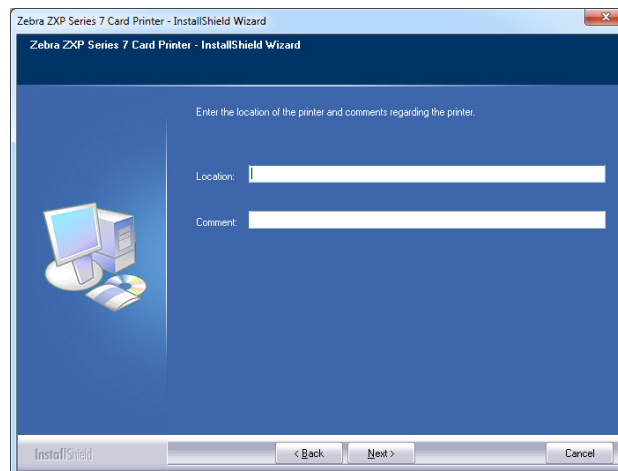 Zebra ZXP Series 7 Card Printer - InstallShield Wizard
Zebra ZXP Series 7 Card Printer - InstallShield Wizard
Enter the location of the printer and comments regarding the printer.
Location:
Comment:
InstallShield
< Back
Next >
Cancel